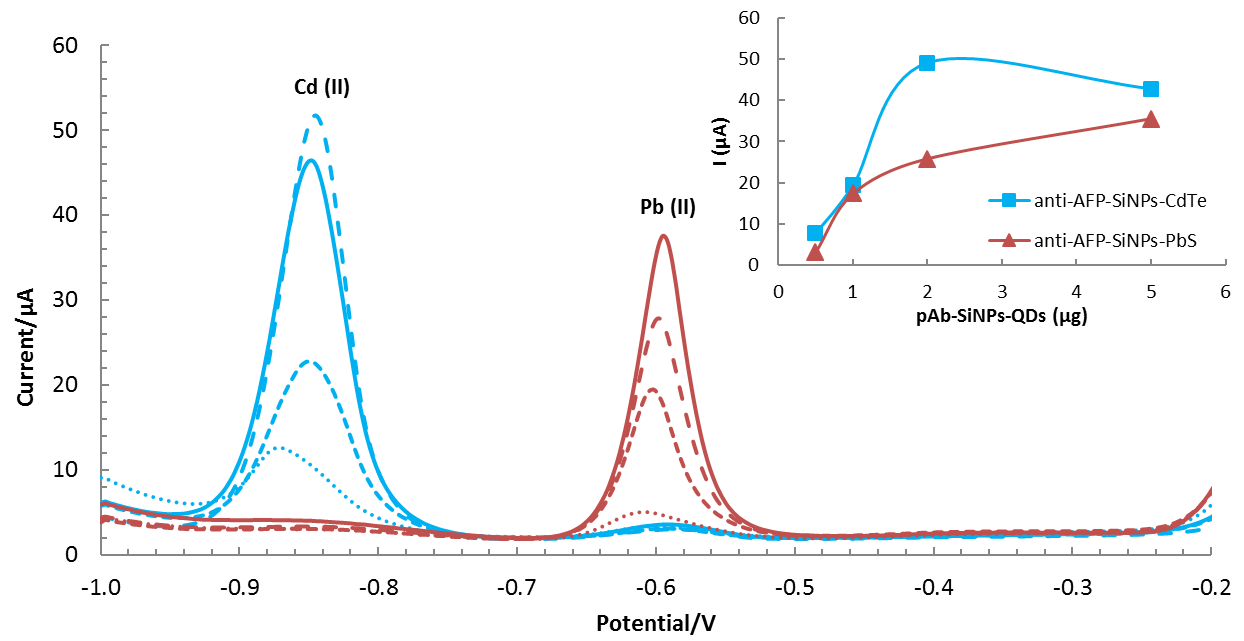 60
50
40
30
20
10
0
Current/µA
-1.0 -0.9 -0.8 -0.7 -0.6 -0.5 -0.4 -0.3 -0.2
Potential/V
Cd (II)
Pb (II)
60
50
40
30
20
10
0
I (µA)
0 1 2 3 4 5 6
pAb-SiNPs-QDs (µg)
anti-AFP-SiNPs-CdTe
anti-AFP-SiNPs-PbS